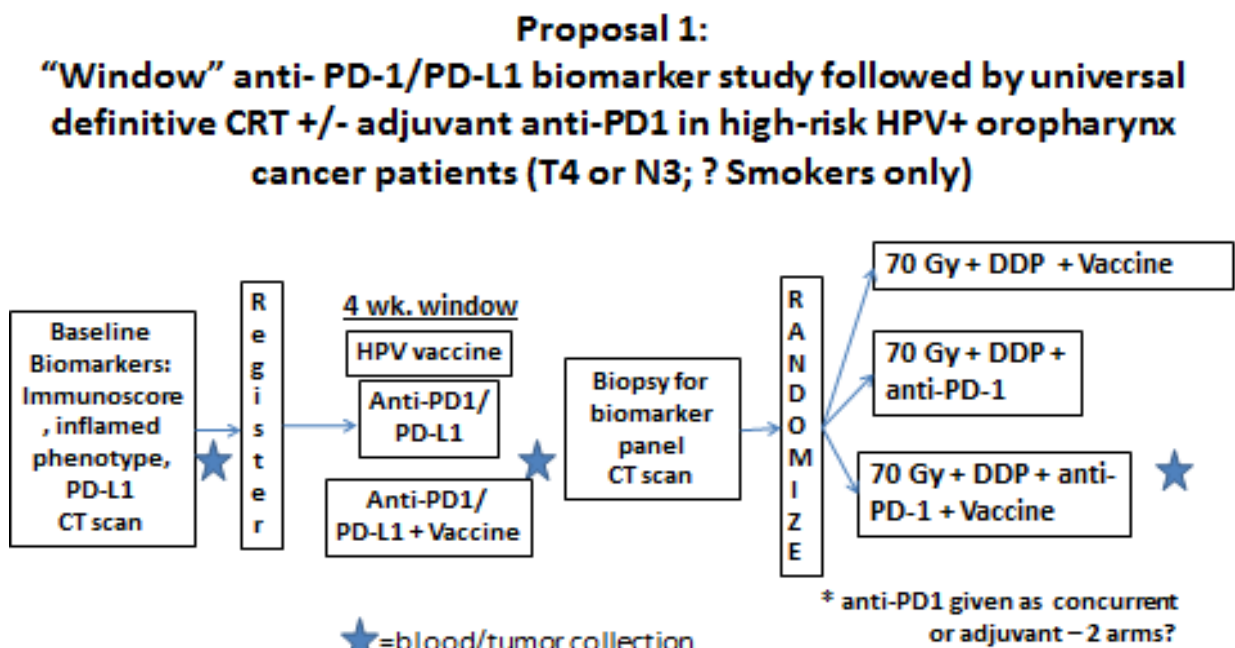 Proposal 1:
“Window” anti- PD-1/PD-L1 biomarker study followed by universal
definitive CRT +/- adjuvant anti-PD1 in high-risk HPV+ oropharynx
cancer patients (T4 or N3; ? Smokers only)
Baseline
Biomarkers:
Immunoscore
, inflamed
phenotype,
PD-L1
CT scan
Register
4 wk. window
HPV vaccine
Anti-PD1/
PD-L1
Anti-PD1/
PD-L1 + Vaccine
Biopsy for
biomarker
panel
CT scan
RANDOMIZE
70 Gy + DDP + Vaccine
70 Gy + DDP +
anti-PD-1
70 Gy + DDP + anti-
PD-1 + Vaccine
* anti-PD1 given as concurrent
or adjuvant – 2 arms?
=blood/tumor collection